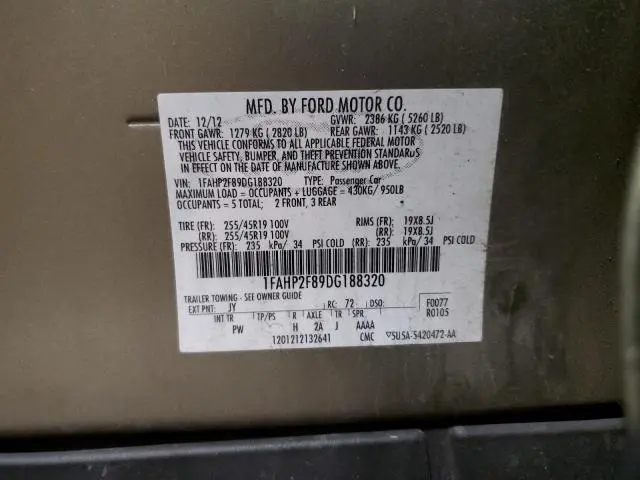 MFD. BY FORD MOTOR CO.
DATE: 12/12 GVWR: 2386 KG ( 5260 LB)
FRONT GAWR: 1279 KG ( 2820 LB) REAR GAWR: 1143 KG ( 2520 LB)
THIS VEHICLE CONFORMS TO ALL APPLICABLE FEDERAL MOTOR
VEHICLE SAFETY, BUMPER, AND THEFT PREVENTION STANDARDS
IN EFFECT ON THE DATE OF MANUFACTURE SHOWN ABOVE.
VIN: 1FAHP2F89DG188320 TYPE: Passenger Car
MAXIMUM LOAD = OCCUPANTS + LUGGAGE = 430KG/ 950LB
OCCUPANTS = 5 TOTAL; 2 FRONT, 3 REAR
TIRE (FR): 255/45R19 100V RIMS (FR): 19X8.5J
(RR): 255/45R19 100V (RR): 19X8.5J
PRESSURE (FR): 235 kPa/ 34 PSI COLD (RR): 235 kPa/ 34 PSI COLD
1FAHP2F89DG188320
TRAILER TOWING - SEE OWNER GUIDE
EXT PNT: JY RC: 72 DSO: F0077
INT TR TP/PS R AXLE TR SPR R0105
PW H 2A J AAAA
1201212132641 CMC ▽5USA-5420472-AA